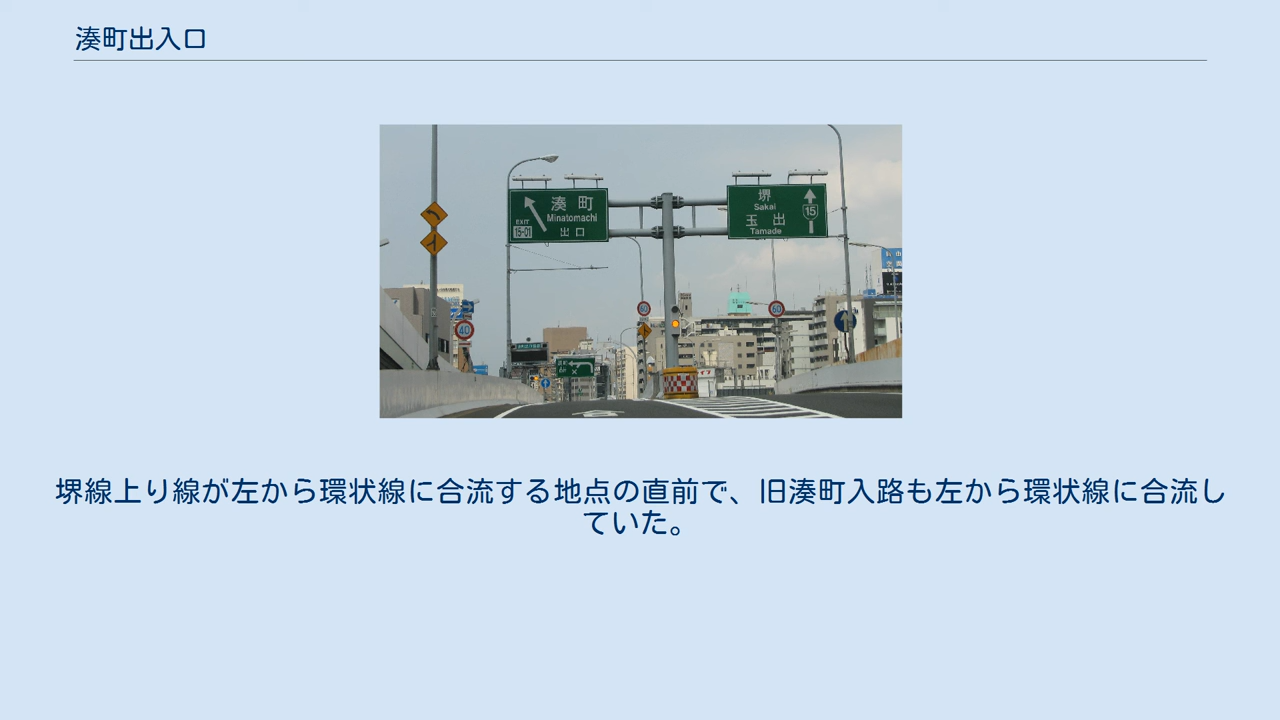 湊町出入口
湊町
Minatomachi
EXIT
15-01
出口
堺
Sakai
15
玉出
Tamade
40
60
堺線上り線が左から環状線に合流する地点の直前で、旧湊町入路も左から環状線に合流し
ていた。